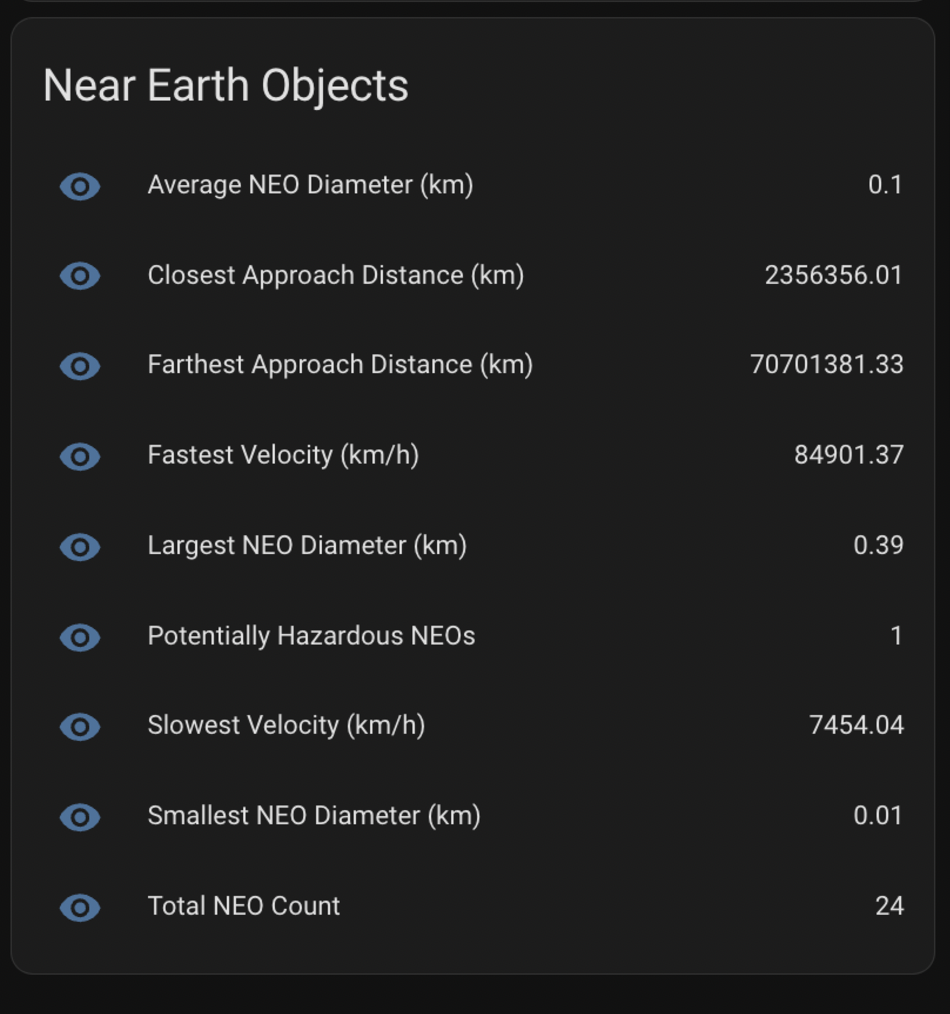 Near Earth Objects
Average NEO Diameter (km) 0.1
Closest Approach Distance (km) 2356356.01
Farthest Approach Distance (km) 70701381.33
Fastest Velocity (km/h) 84901.37
Largest NEO Diameter (km) 0.39
Potentially Hazardous NEOs 1
Slowest Velocity (km/h) 7454.04
Smallest NEO Diameter (km) 0.01
Total NEO Count 24